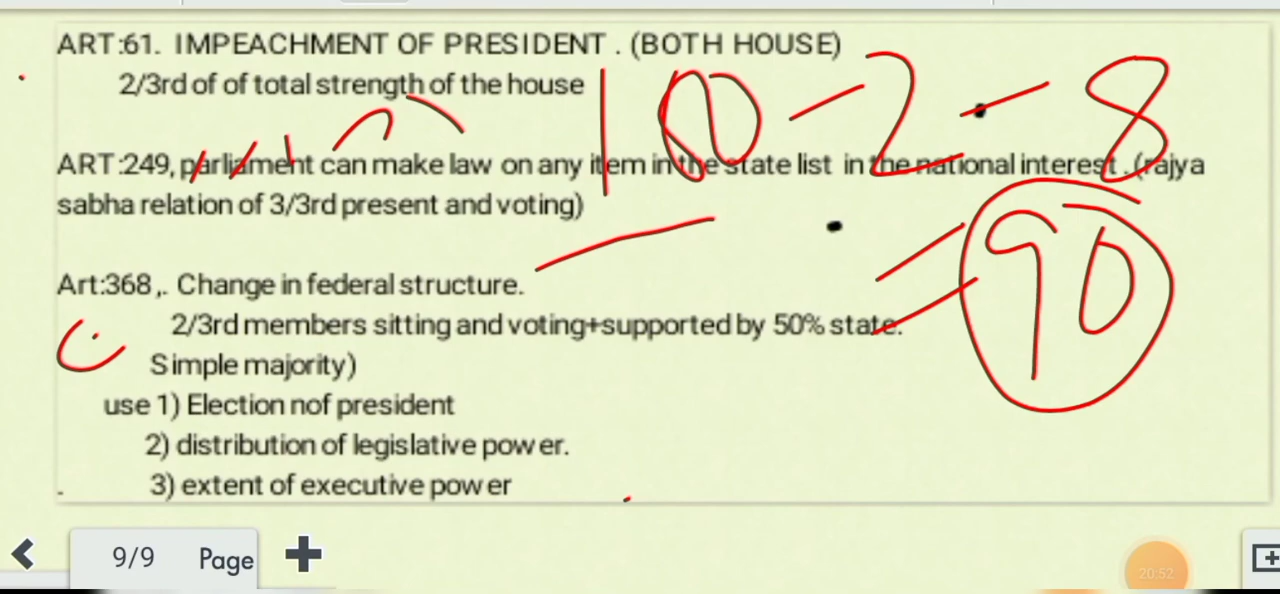 ART:61. IMPEACHMENT OF PRESIDENT . (BOTH HOUSE)
2/3rd of of total strength of the house
100 - 2 - 8
ART:249, parliament can make law on any item in the state list in the national interest . (rajya
sabha relation of 3/3rd present and voting)
= 90
Art:368,. Change in federal structure.
2/3rd members sitting and voting+supported by 50% state.
Simple majority)
use 1) Election nof president
2) distribution of legislative power.
3) extent of executive power
9/9 Page
20:52